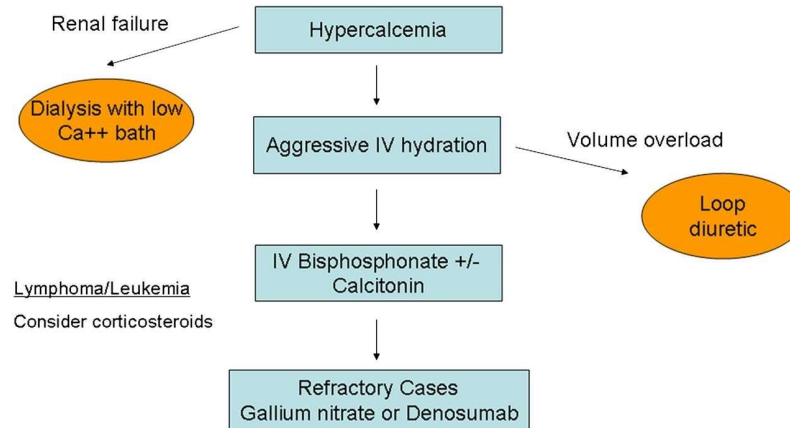 Renal failure
Hypercalcemia
Dialysis with low
Ca++ bath
Aggressive IV hydration
Volume overload
Loop
diuretic
IV Bisphosphonate +/-
Calcitonin
Lymphoma/Leukemia
Consider corticosteroids
Refractory Cases
Gallium nitrate or Denosumab